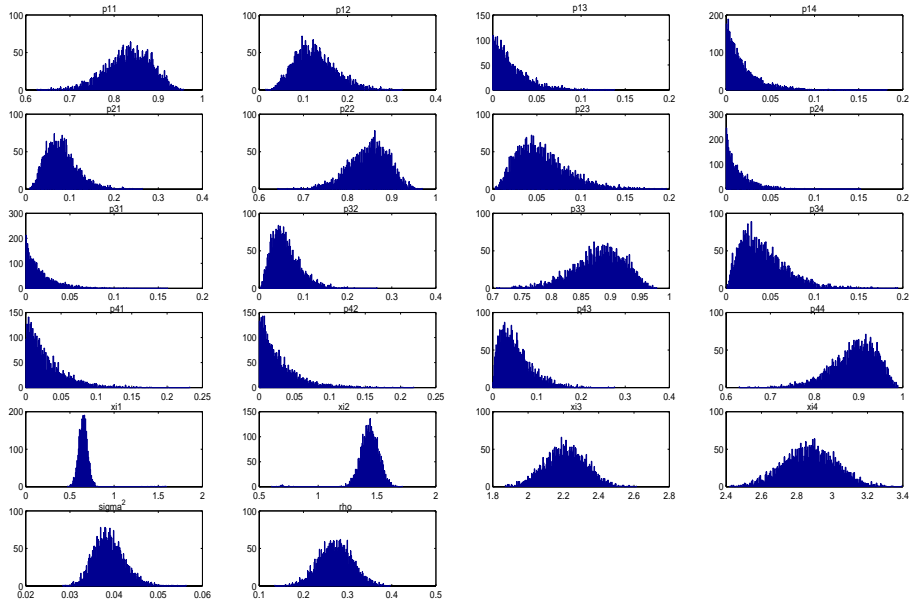 p11 p12 p13 p14
100 100 150 200
50 50 100 150
50 100
50
0 0 0 0
0.6 0.7 0.8 0.9 1 0 0.1 0.2 0.3 0.4 0 0.05 0.1 0.15 0.2 0 0.05 0.1 0.15 0.2
p21 p22 p23 p24
100 100 100 300
50 50 50 200
100
0 0 0 0
0 0.1 0.2 0.3 0.4 0.6 0.7 0.8 0.9 1 0 0.05 0.1 0.15 0.2 0 0.05 0.1 0.15 0.2
p31 p32 p33 p34
300 100 100 100
200 50 50 50
100
0 0 0 0
0 0.05 0.1 0.15 0.2 0 0.1 0.2 0.3 0.4 0.7 0.75 0.8 0.85 0.9 0.95 1 0 0.05 0.1 0.15 0.2
p41 p42 p43 p44
150 150 100 100
100 100 50 50
50 50
0 0 0 0
0 0.05 0.1 0.15 0.2 0.25 0 0.05 0.1 0.15 0.2 0.25 0 0.1 0.2 0.3 0.4 0.6 0.7 0.8 0.9 1
xi1 xi2 xi3 xi4
200 150 100 100
100 100 50 50
50
0 0 0 0
0 0.5 1 1.5 2 0.5 1 1.5 2 1.8 2 2.2 2.4 2.6 2.8 2.4 2.6 2.8 3 3.2 3.4
sigma² rho
100 100
50 50
0 0
0.02 0.03 0.04 0.05 0.06 0.1 0.2 0.3 0.4 0.5